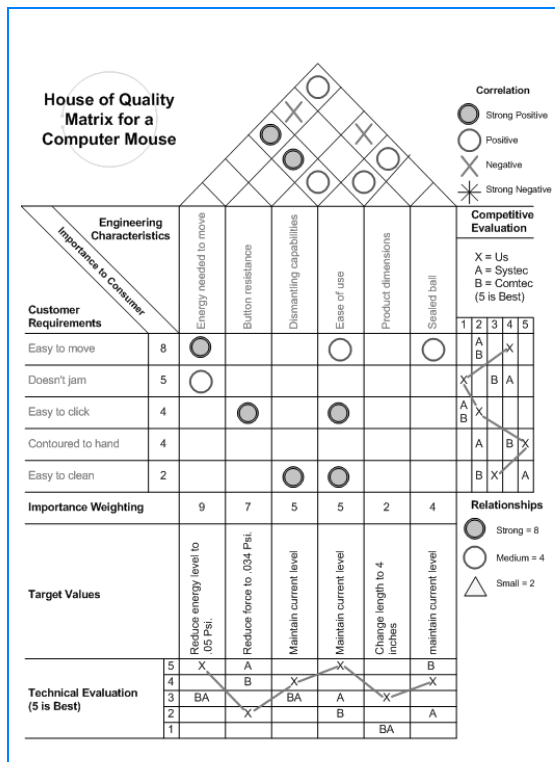 House of Quality
Matrix for a
Computer Mouse
Correlation
Strong Positive
Positive
Negative
Strong Negative
Engineering
Characteristics
Importance to Consumer
Customer
Requirements
Energy needed to move
Button resistance
Dismantling capabilities
Ease of use
Product dimensions
Sealed ball
Competitive
Evaluation
X = Us
A = Systec
B = Comtec
(5 is Best)
1 2 3 4 5
Easy to move 8 A B X
Doesn't jam 5 X B A
Easy to click 4 A B X
Contoured to hand 4 A B X
Easy to clean 2 B X A
Importance Weighting 9 7 5 5 2 4
Relationships
Strong = 8
Medium = 4
Small = 2
Target Values
Reduce energy level to
.05 Psi.
Reduce force to .034 Psi.
Maintain current level
Maintain current level
Change length to 4
inches
maintain current level
Technical Evaluation
(5 is Best)
5 X A X B
4 B X X
3 BA BA A X
2 X B A
1 BA